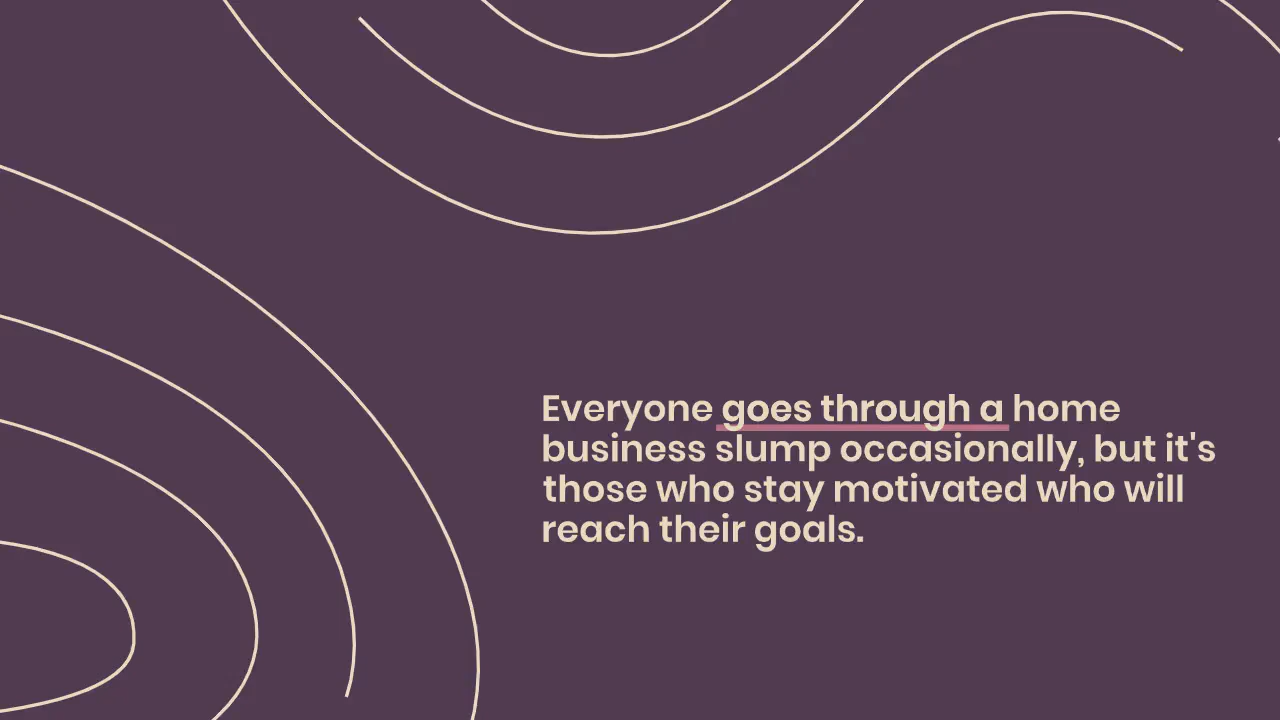 Everyone goes through a home
business slump occasionally, but it's
those who stay motivated who will
reach their goals.